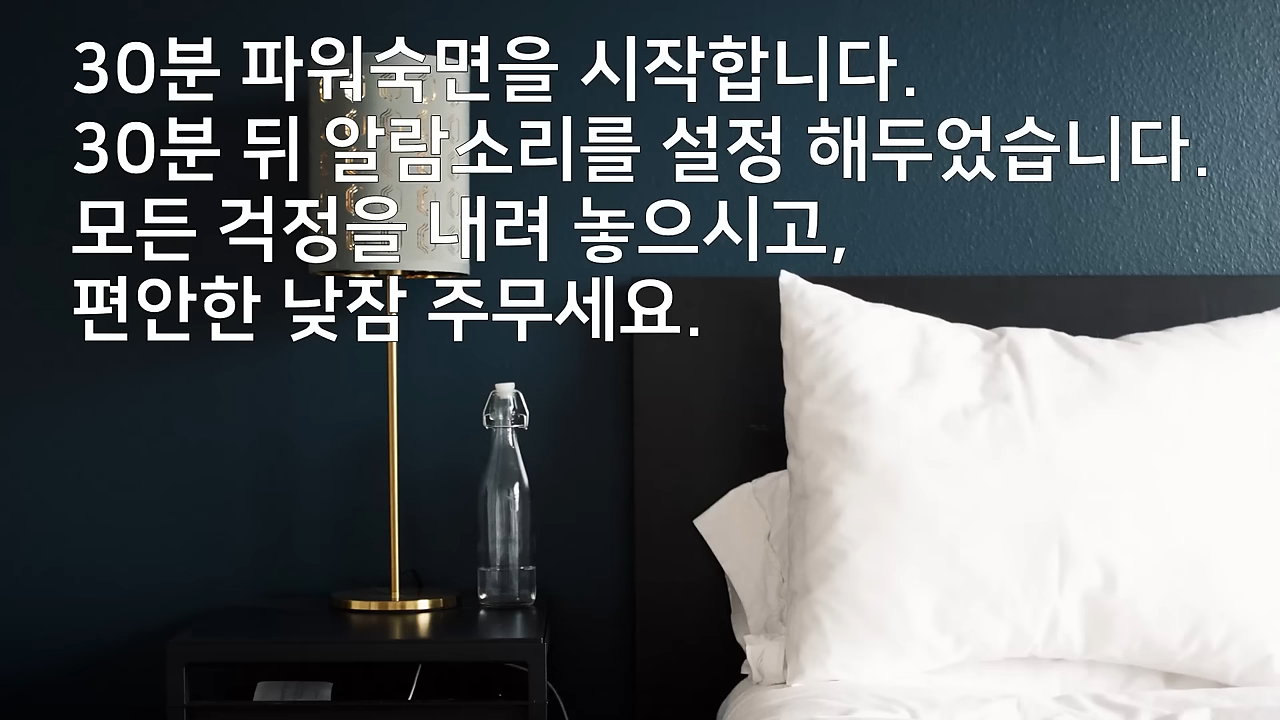 30분 파워숙면을 시작합니다.
30분 뒤 알람소리를 설정 해두었습니다.
모든 걱정을 내려 놓으시고,
편안한 낮잠 주무세요.